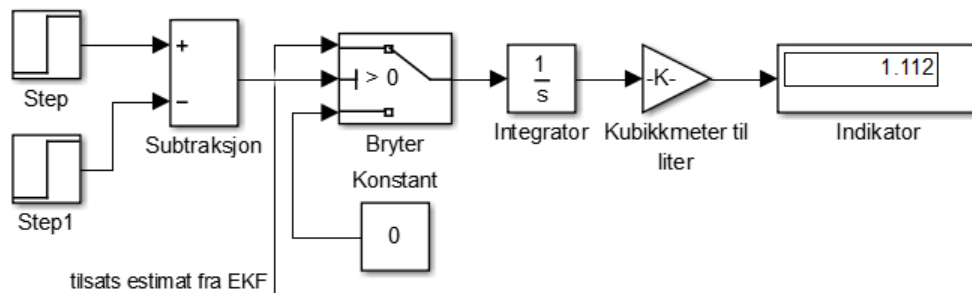 Step
+
−
Subtraksjon
Step1
> 0
Bryter
Konstant
0
tilsats estimat fra EKF
1
s
Integrator
-K-
Kubikkmeter til
liter
1.112
Indikator